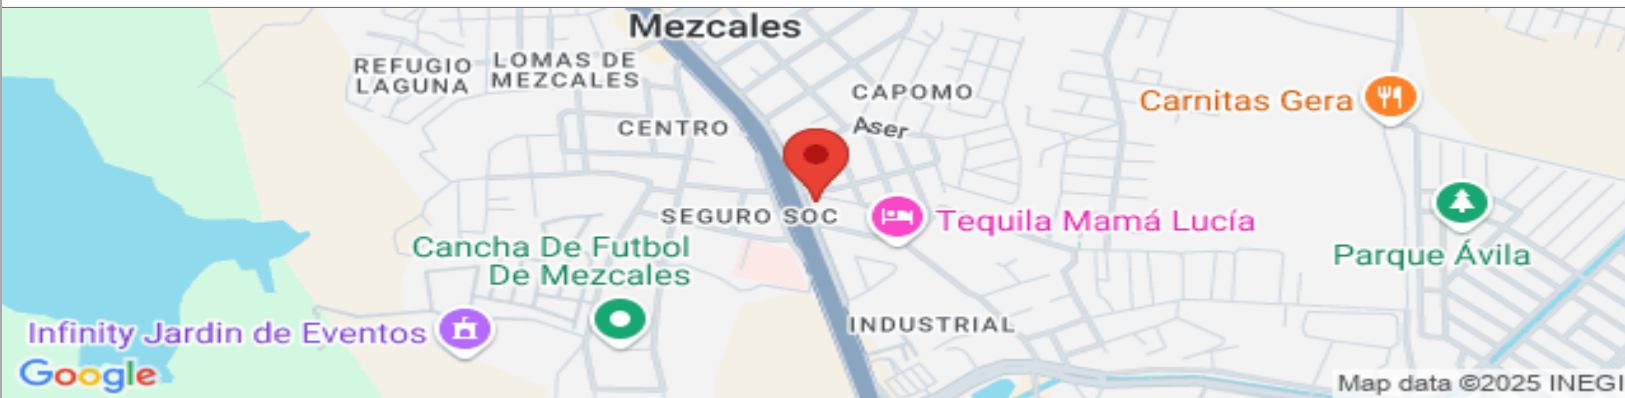 Mezcales
REFUGIO
LAGUNA
LOMAS DE
MEZCALES
CAPOMO
Carnitas Gera
CENTRO
Aser
SEGURO SOC
Tequila Mamá Lucía
Cancha De Futbol
De Mezcales
Parque Ávila
Infinity Jardin de Eventos
INDUSTRIAL
Google
Map data ©2025 INEGI